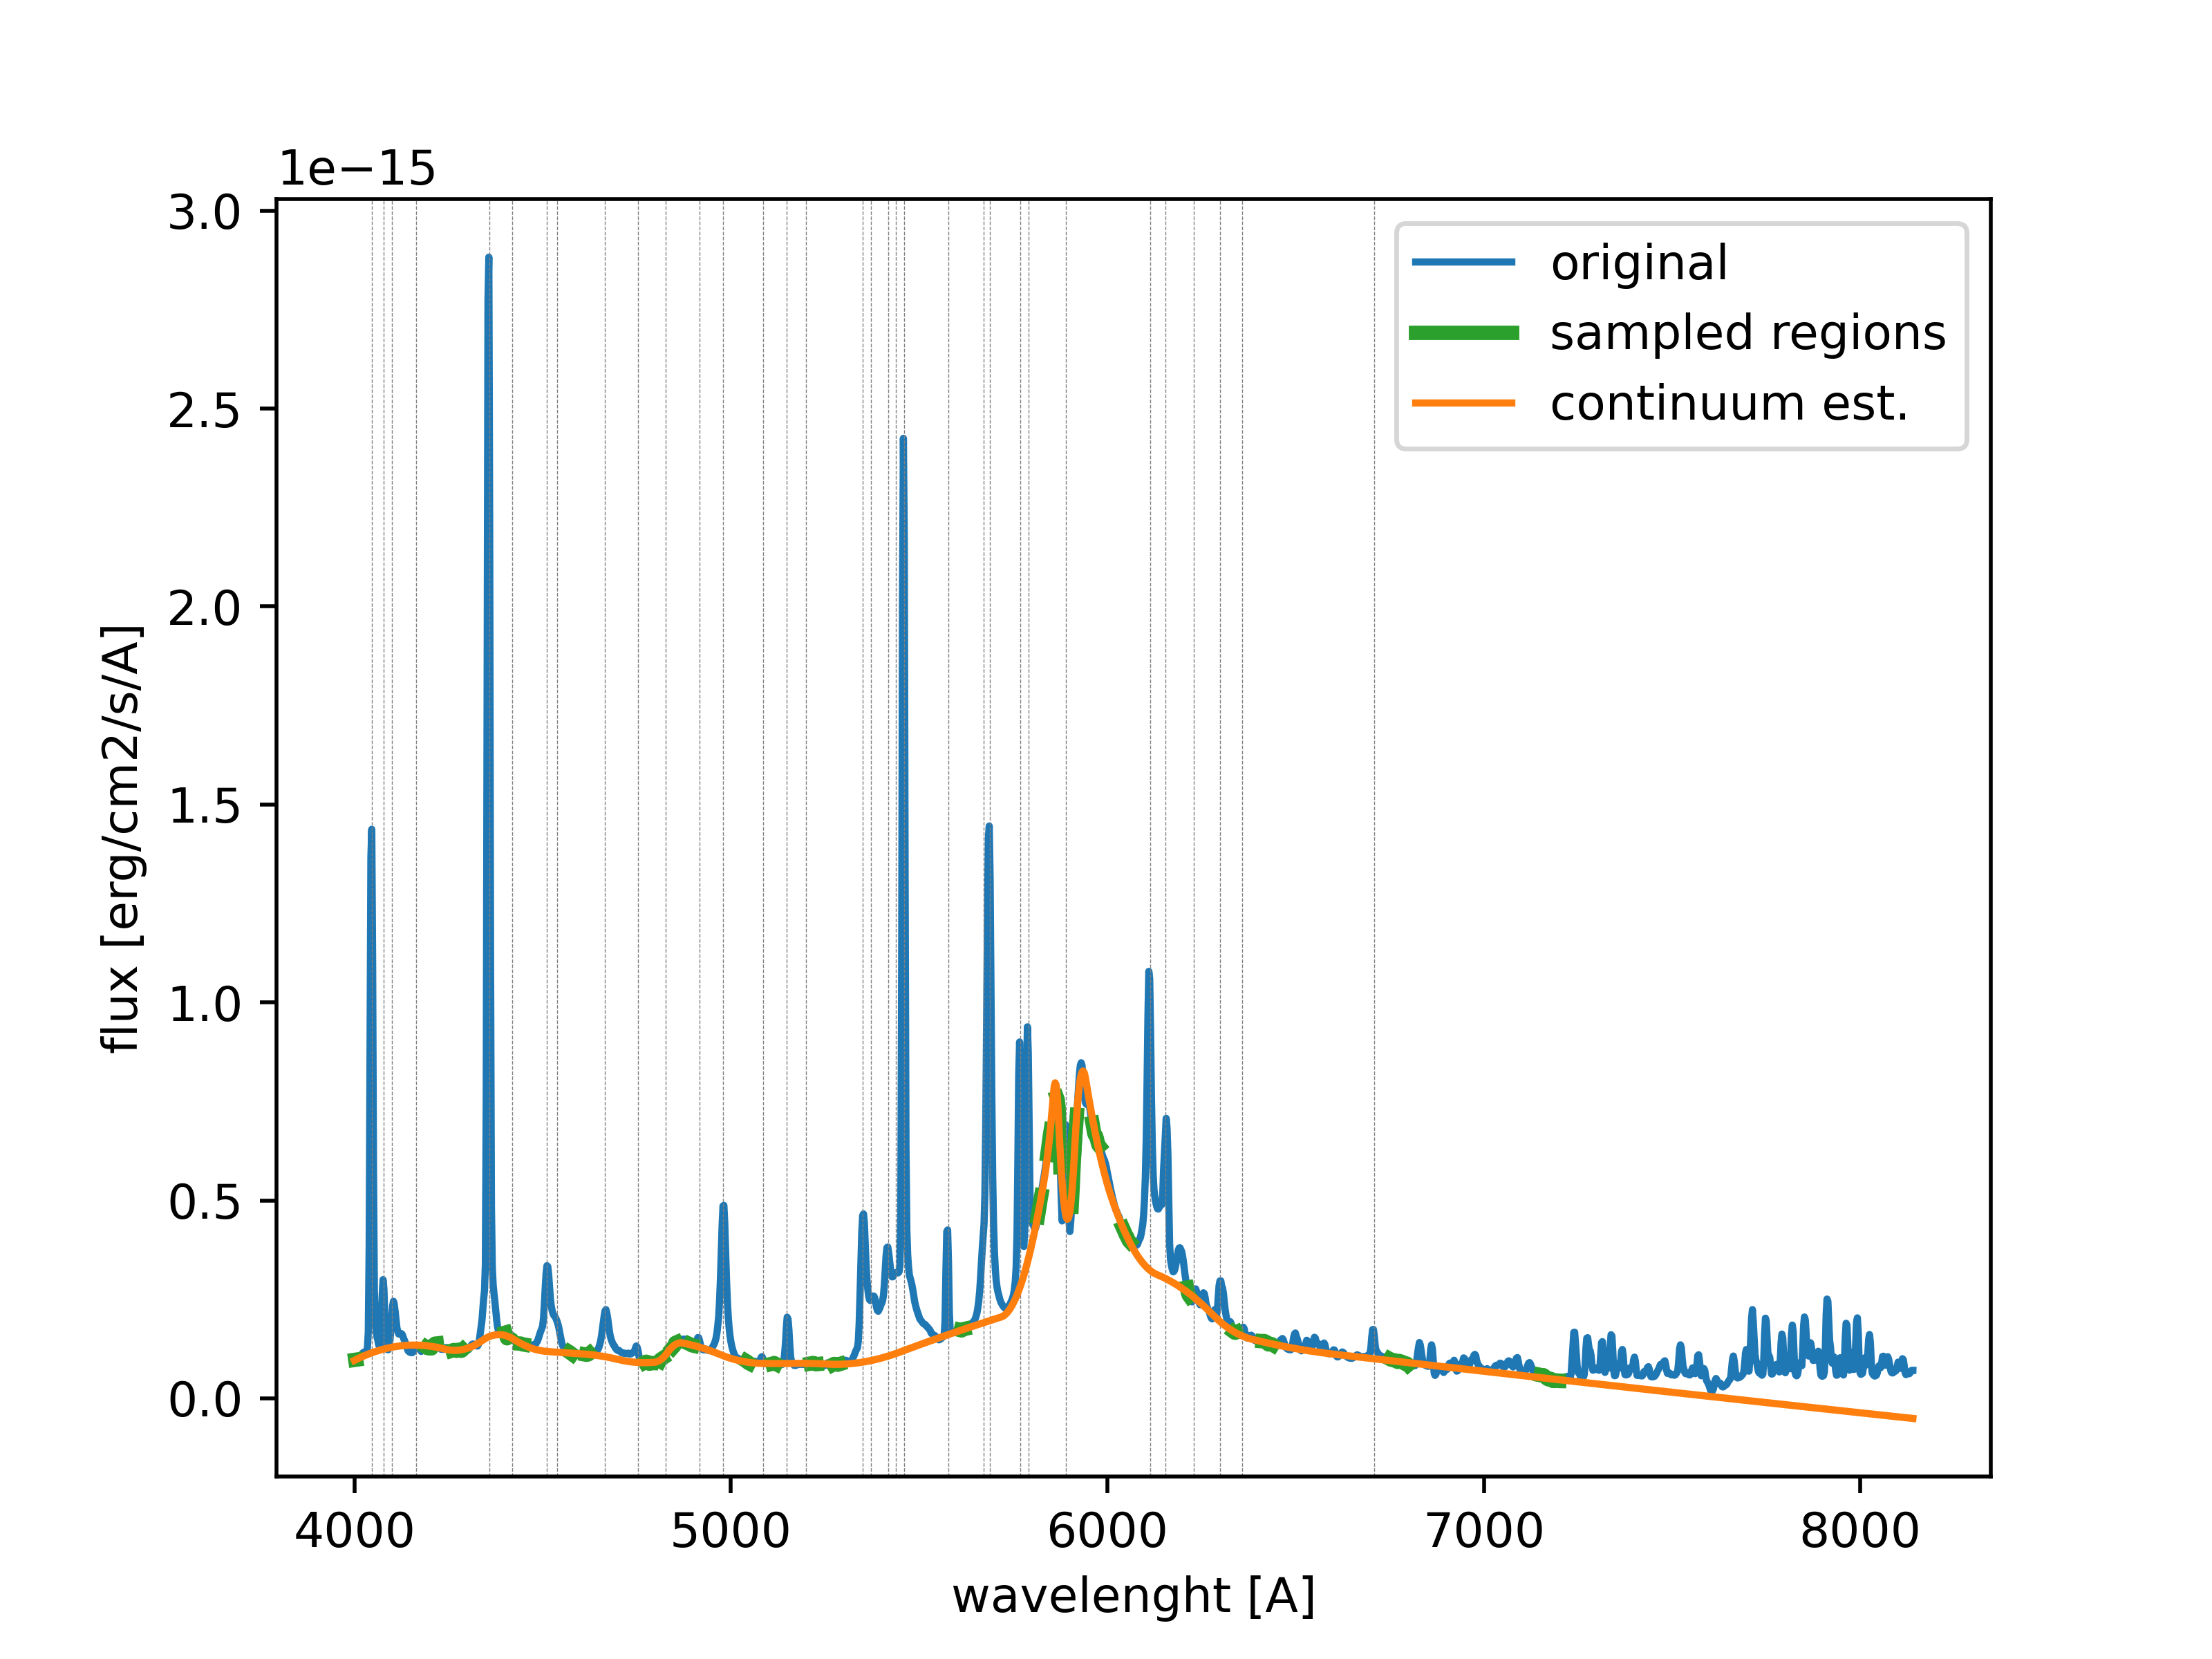 1e−15
3.0
2.5
2.0
1.5
1.0
0.5
0.0
flux [erg/cm2/s/A]
original
sampled regions
continuum est.
4000 5000 6000 7000 8000
wavelenght [A]